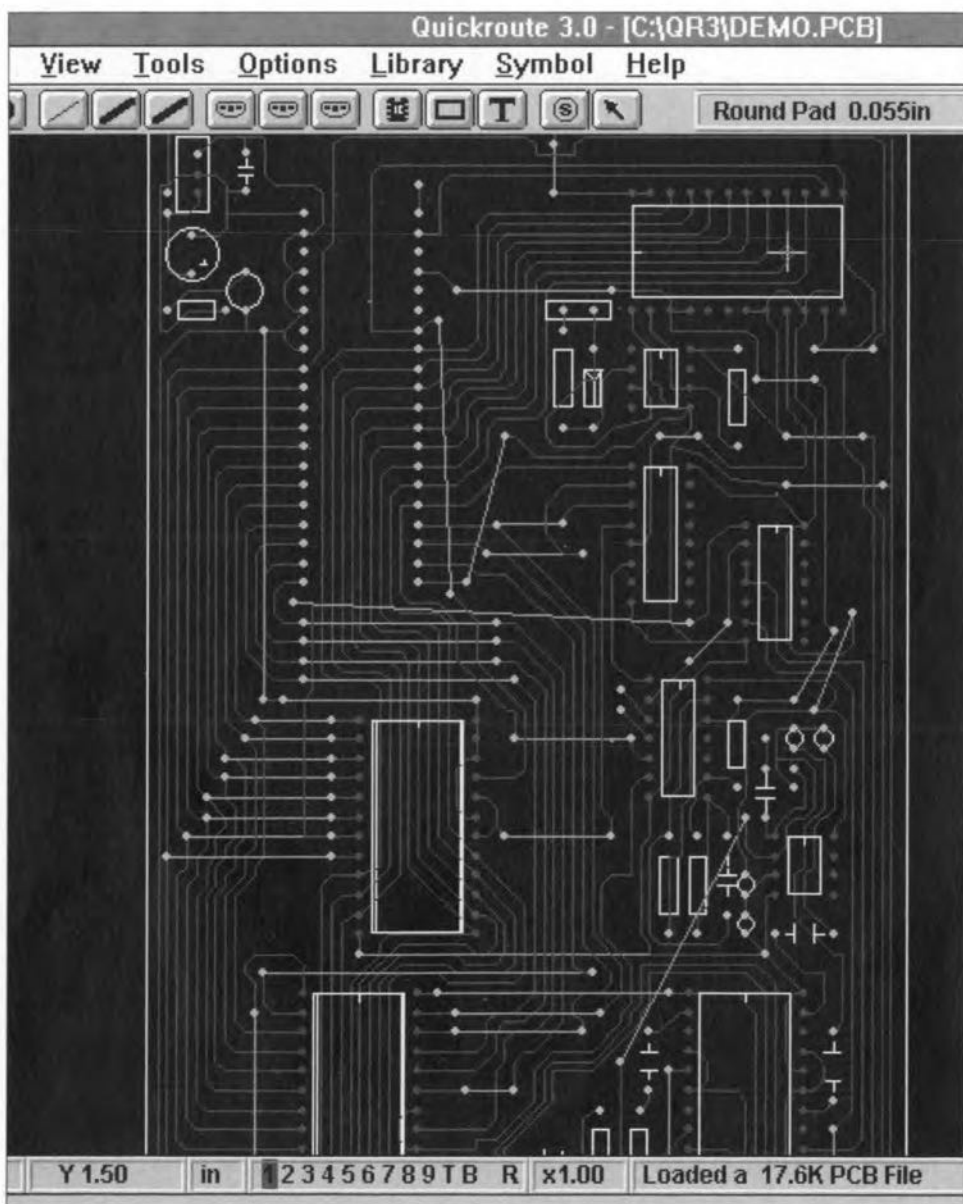 Quickroute 3.0 - [C:\QR3\DEMO.PCB]
View Tools Options Library Symbol Help
T S Round Pad 0.055in
Y 1.50 in 1 2 3 4 5 6 7 8 9 T B R x1.00 Loaded a 17.6K PCB File